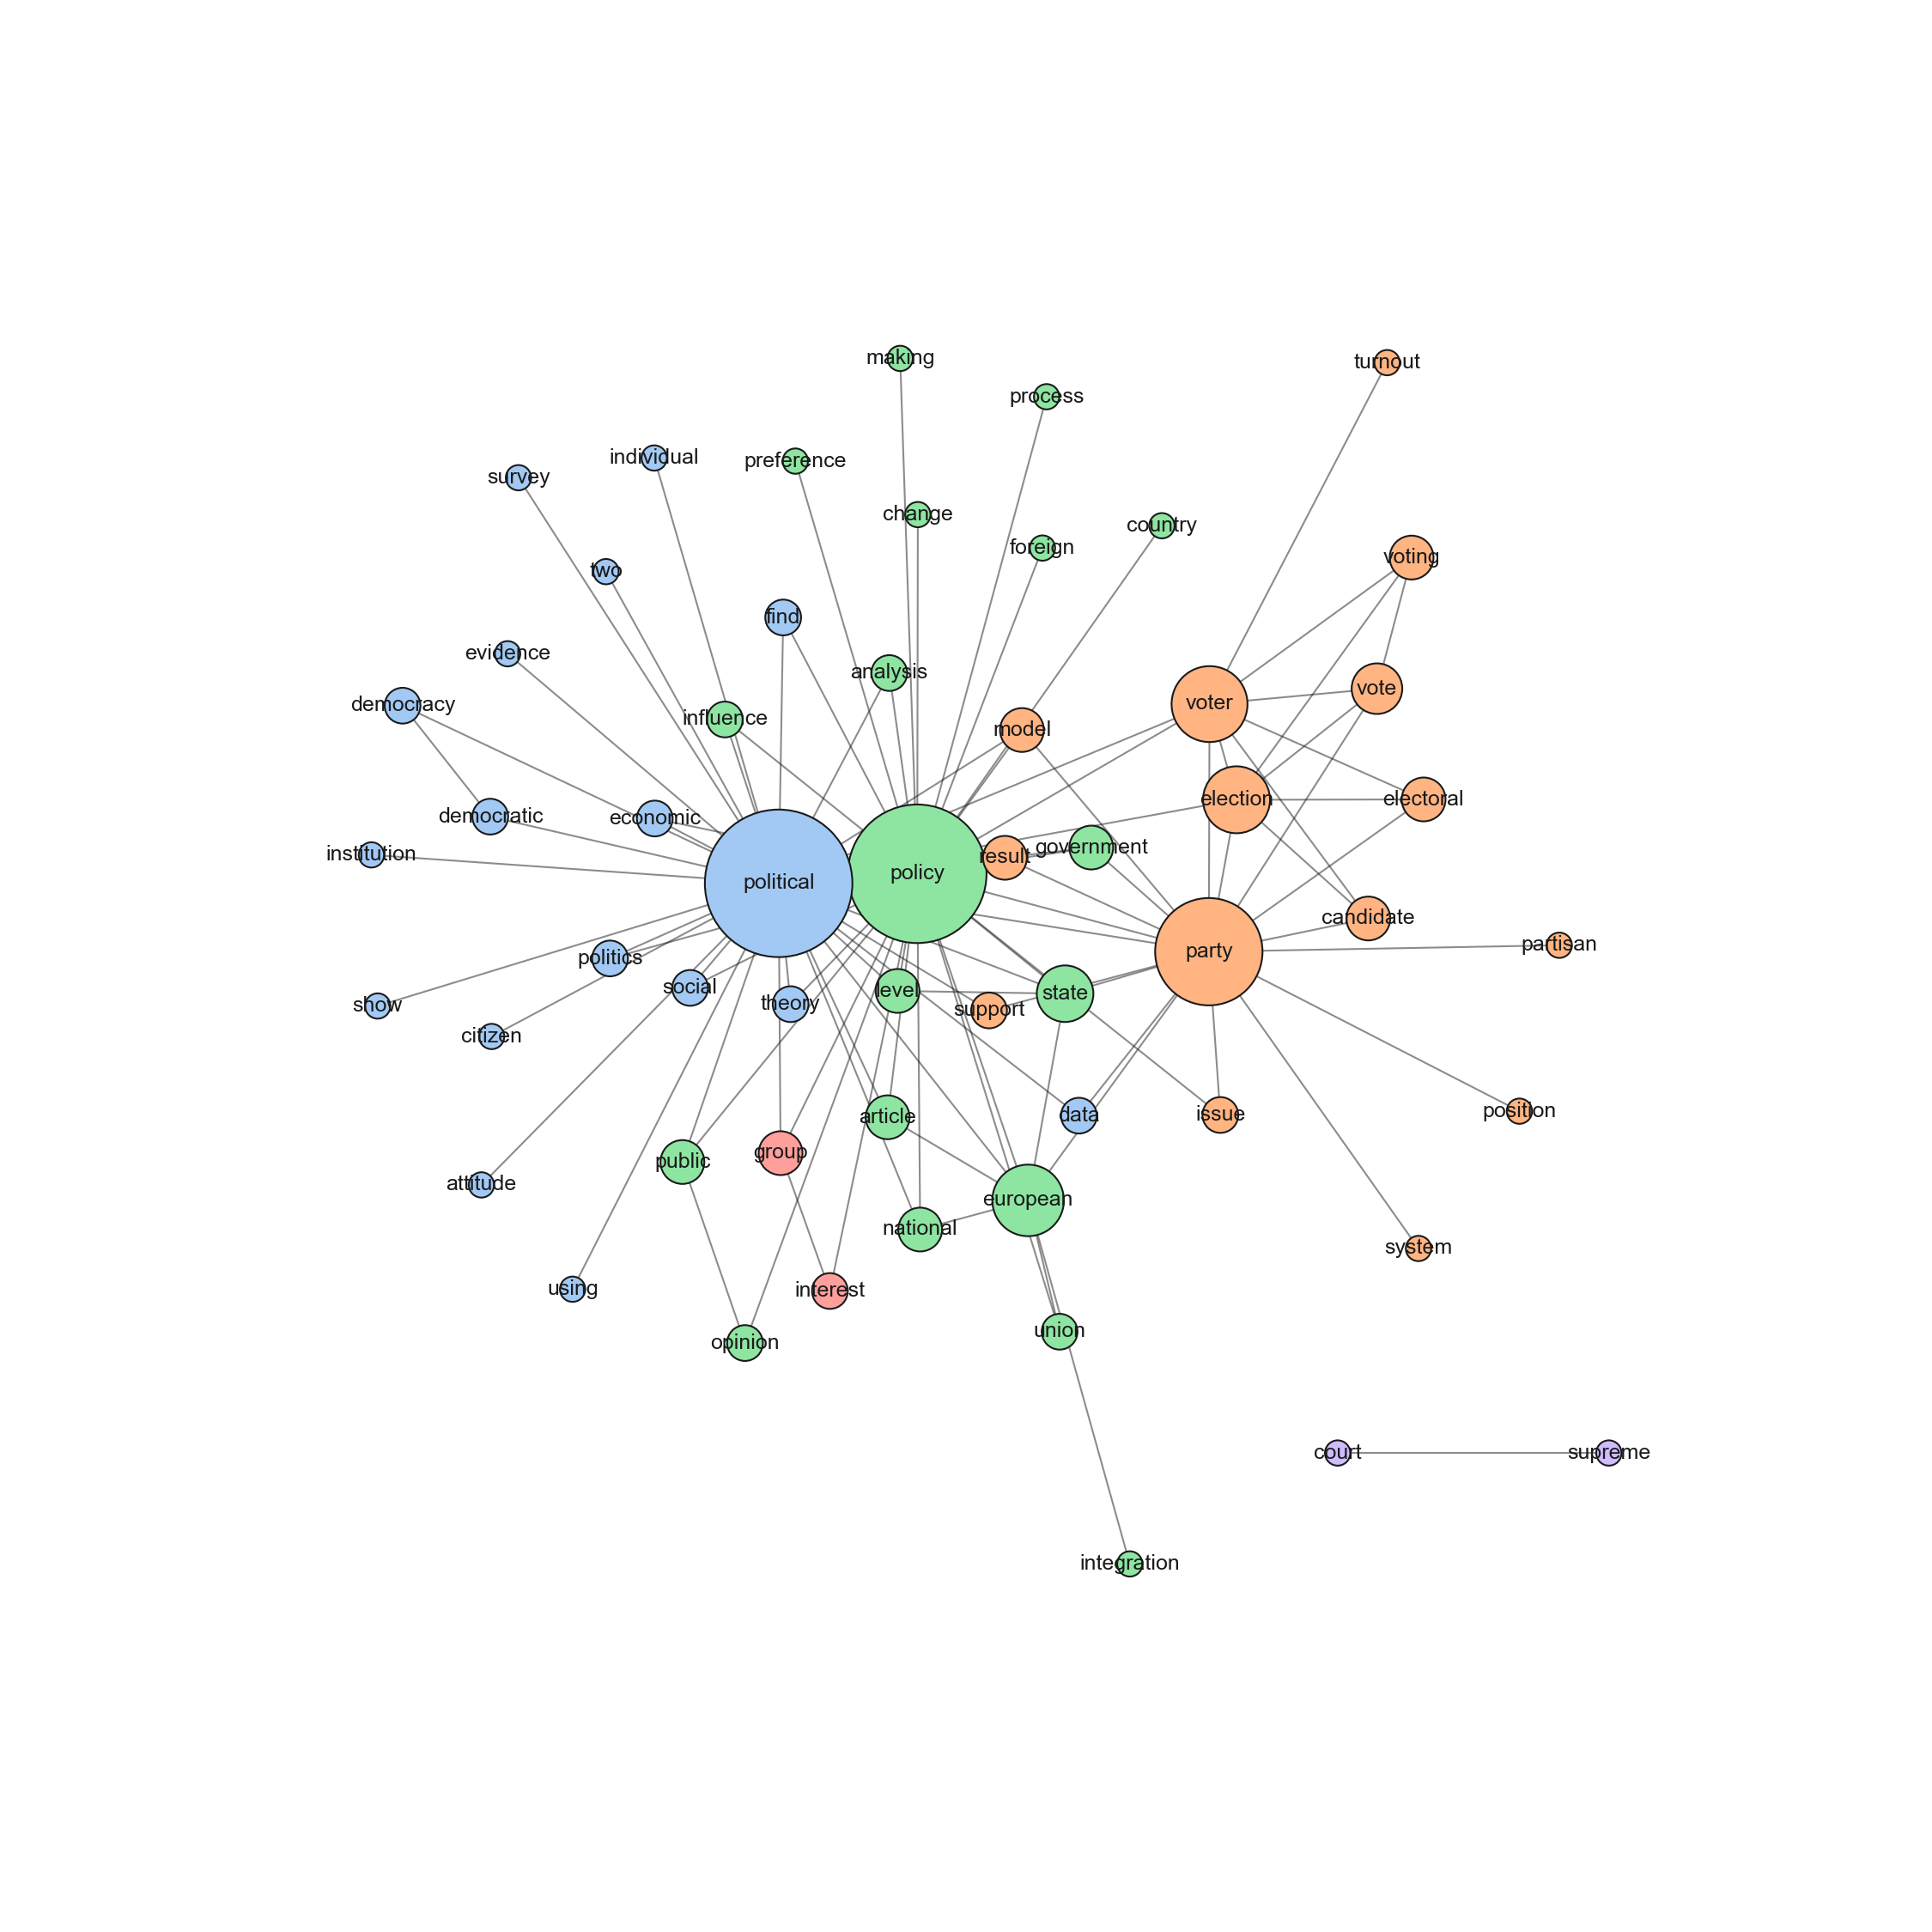 making
turnout
process
individual
preference
survey
change
country
foreign
voting
two
find
evidence
analysis
vote
democracy
voter
influence
model
election
electoral
democratic
economic
government
institution
result
policy
political
candidate
partisan
party
politics
level
state
social
theory
show
support
citizen
position
issue
data
article
group
public
attitude
european
national
system
using
interest
union
opinion
court
supreme
integration